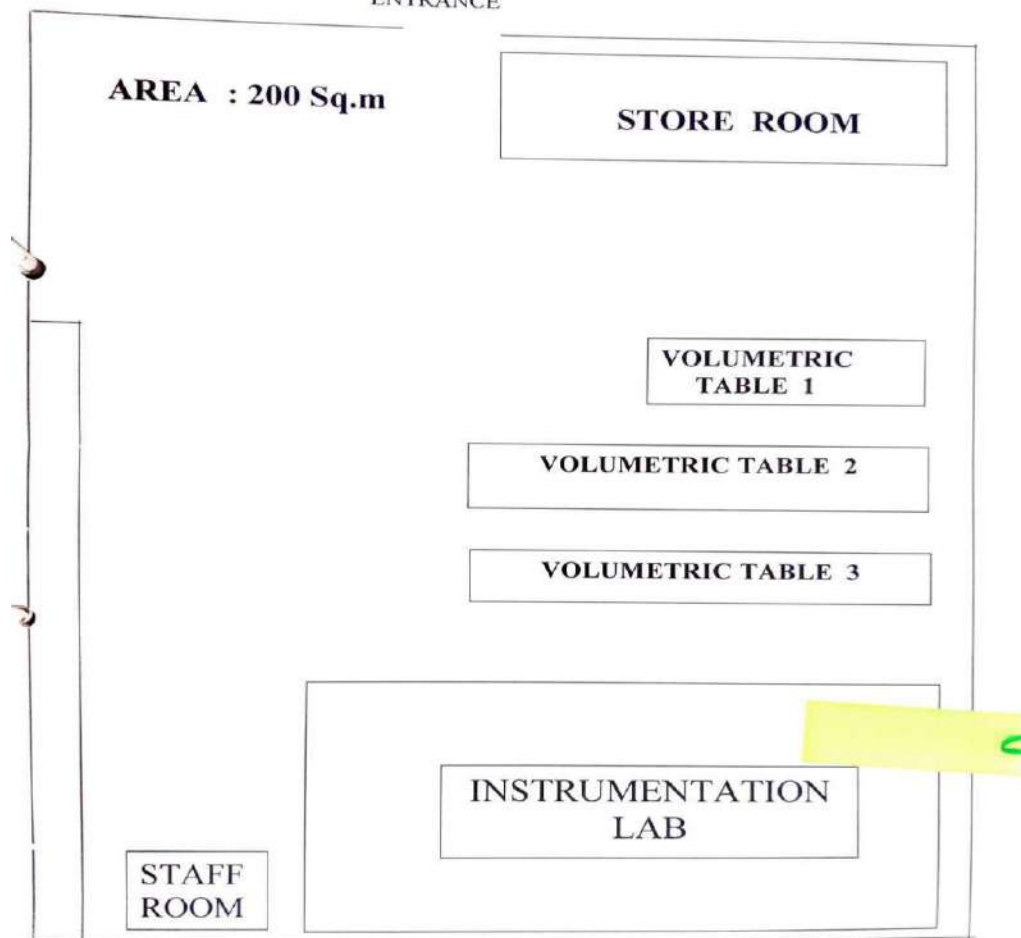 ENTRANCE
AREA : 200 Sq.m
STORE ROOM
VOLUMETRIC
TABLE 1
VOLUMETRIC TABLE 2
VOLUMETRIC TABLE 3
INSTRUMENTATION
LAB
STAFF
ROOM